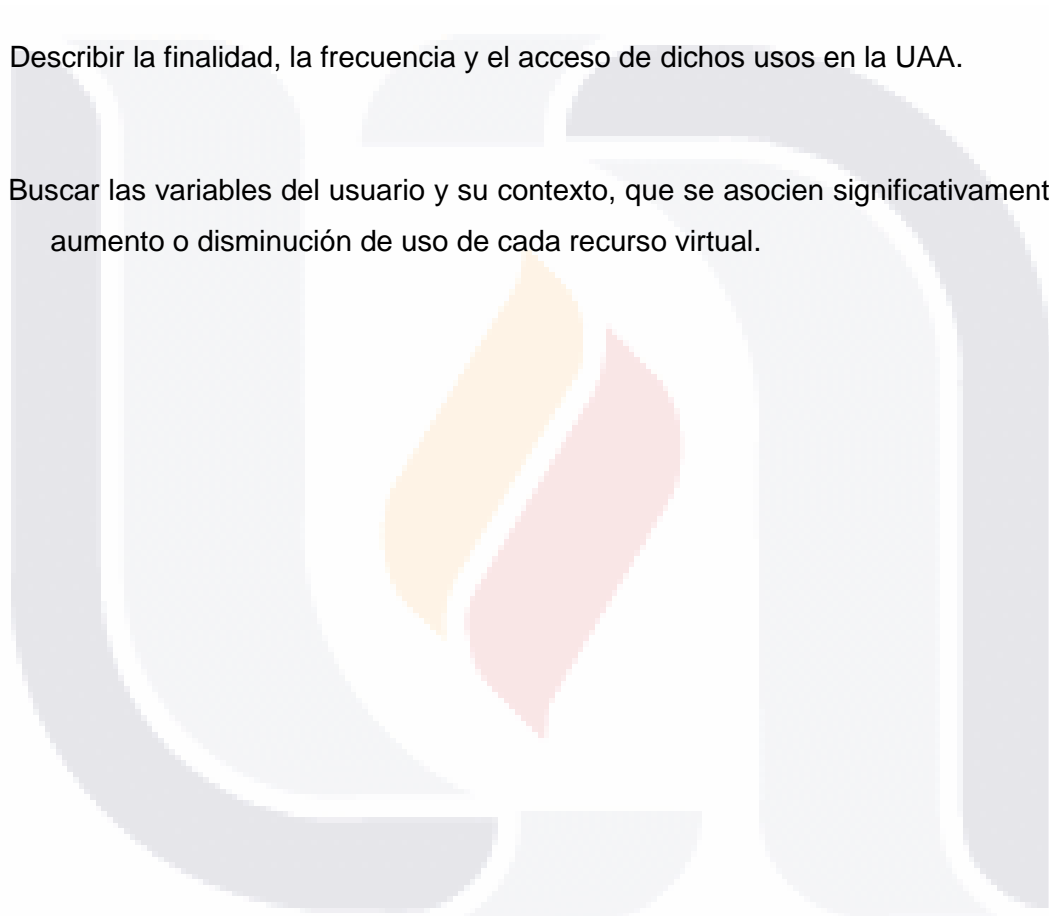 Describir la finalidad, la frecuencia y el acceso de dichos usos en la UAA.
Buscar las variables del usuario y su contexto, que se asocien significativament
aumento o disminución de uso de cada recurso virtual.